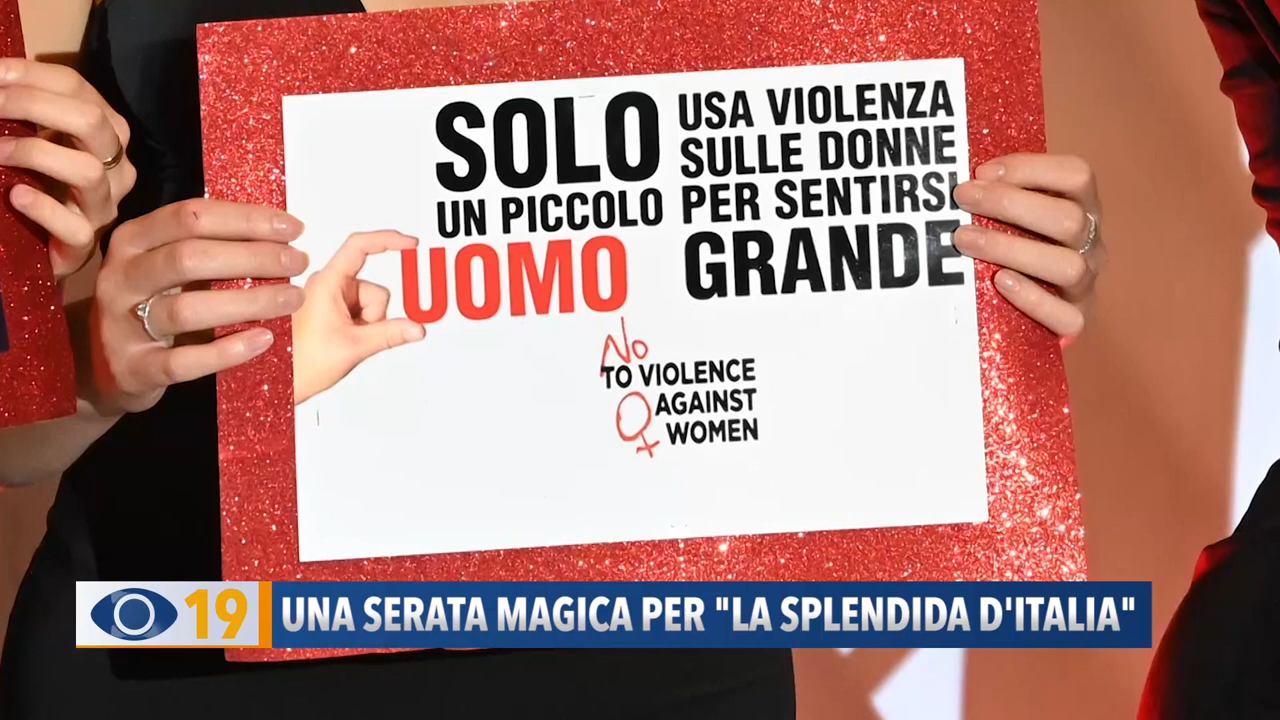 SOLO
UN PICCOLO
UOMO
USA VIOLENZA
SULLE DONNE
PER SENTIRSI
GRANDE
No
TO VIOLENCE
AGAINST
WOMEN
19
UNA SERATA MAGICA PER "LA SPLENDIDA D'ITALIA"